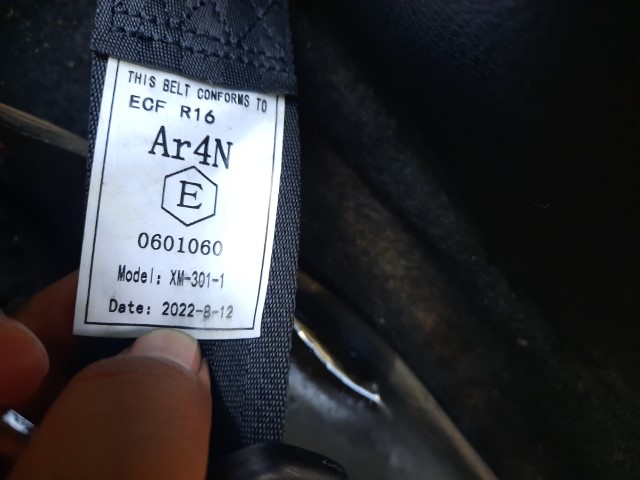 THIS BELT CONFORMS TO
ECF R16
Ar4N
E
0601060
Model: XM-301-1
Date: 2022-8-12